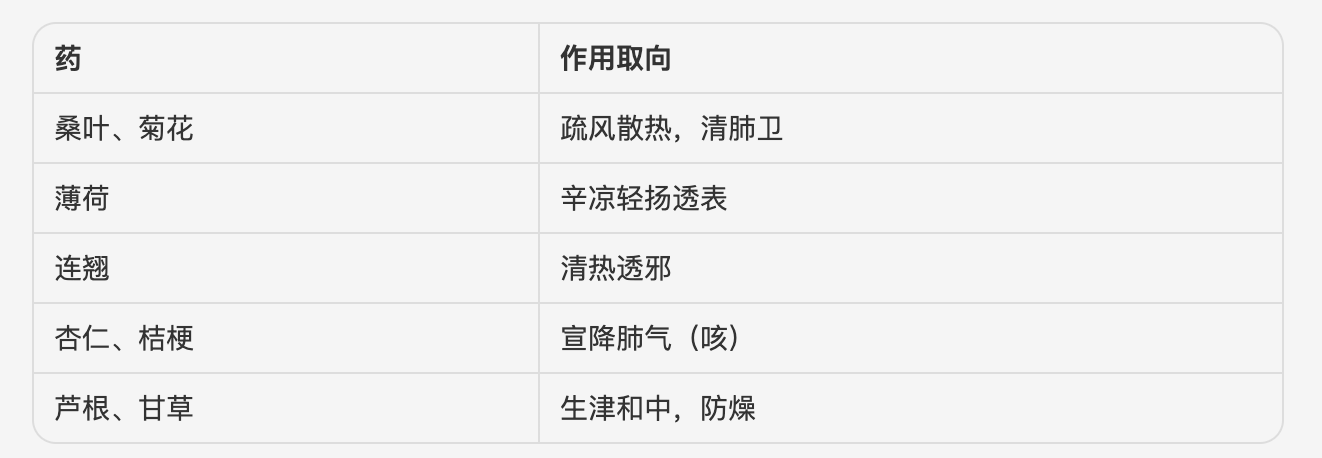 药 作用取向
桑叶、菊花 疏风散热，清肺卫
薄荷 辛凉轻扬透表
连翘 清热透邪
杏仁、桔梗 宣降肺气（咳）
芦根、甘草 生津和中，防燥